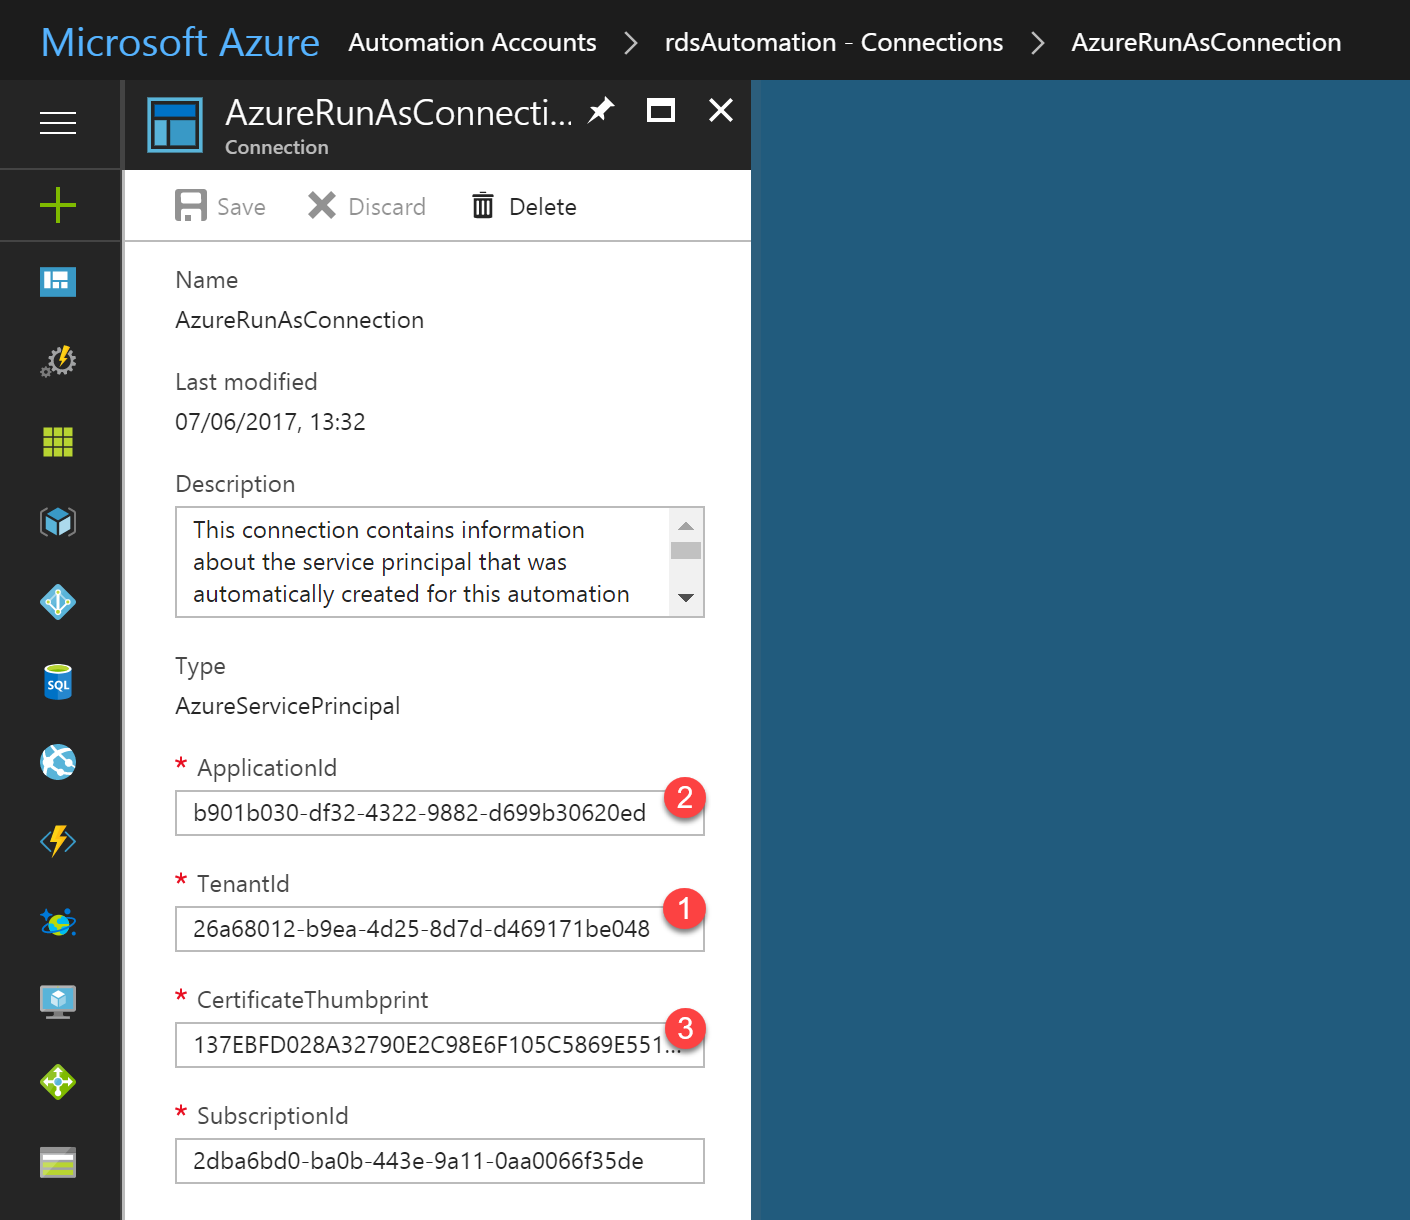 Microsoft Azure Automation Accounts > rdsAutomation - Connections > AzureRunAsConnection
AzureRunAsConnecti...
Connection
Save Discard Delete
Name
AzureRunAsConnection
Last modified
07/06/2017, 13:32
Description
This connection contains information
about the service principal that was
automatically created for this automation
Type
AzureServicePrincipal
* ApplicationId
b901b030-df32-4322-9882-d699b30620ed 2
* TenantId
26a68012-b9ea-4d25-8d7d-d469171be048 1
* CertificateThumbprint
137EBFD028A32790E2C98E6F105C5869E551... 3
* SubscriptionId
2dba6bd0-ba0b-443e-9a11-0aa0066f35de
SQL